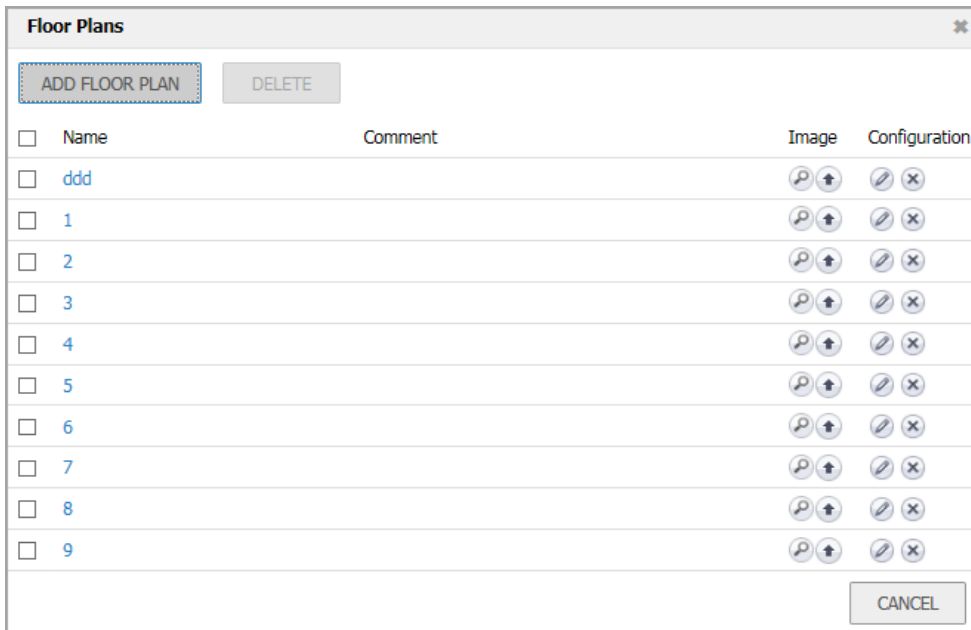 Floor Plans
ADD FLOOR PLAN DELETE
Name Comment Image Configuration
ddd
1
2
3
4
5
6
7
8
9
CANCEL